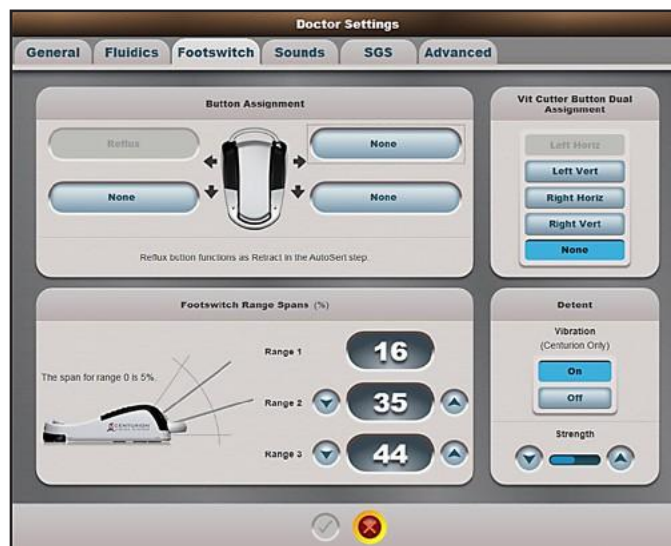 Doctor Settings
General Fluidics Footswitch Sounds SGS Advanced
Button Assignment
Reflux
None
None
None
Reflux button functions as Retract in the AutoSert step.
Vit Cutter Button Dual
Assignment
Left Horiz
Left Vert
Right Horiz
Right Vert
None
Footswitch Range Spans (%)
The span for range 0 is 5%.
CENTURION
Range 1
16
Range 2
35
Range 3
44
Detent
Vibration
(Centurion Only)
On
Off
Strength